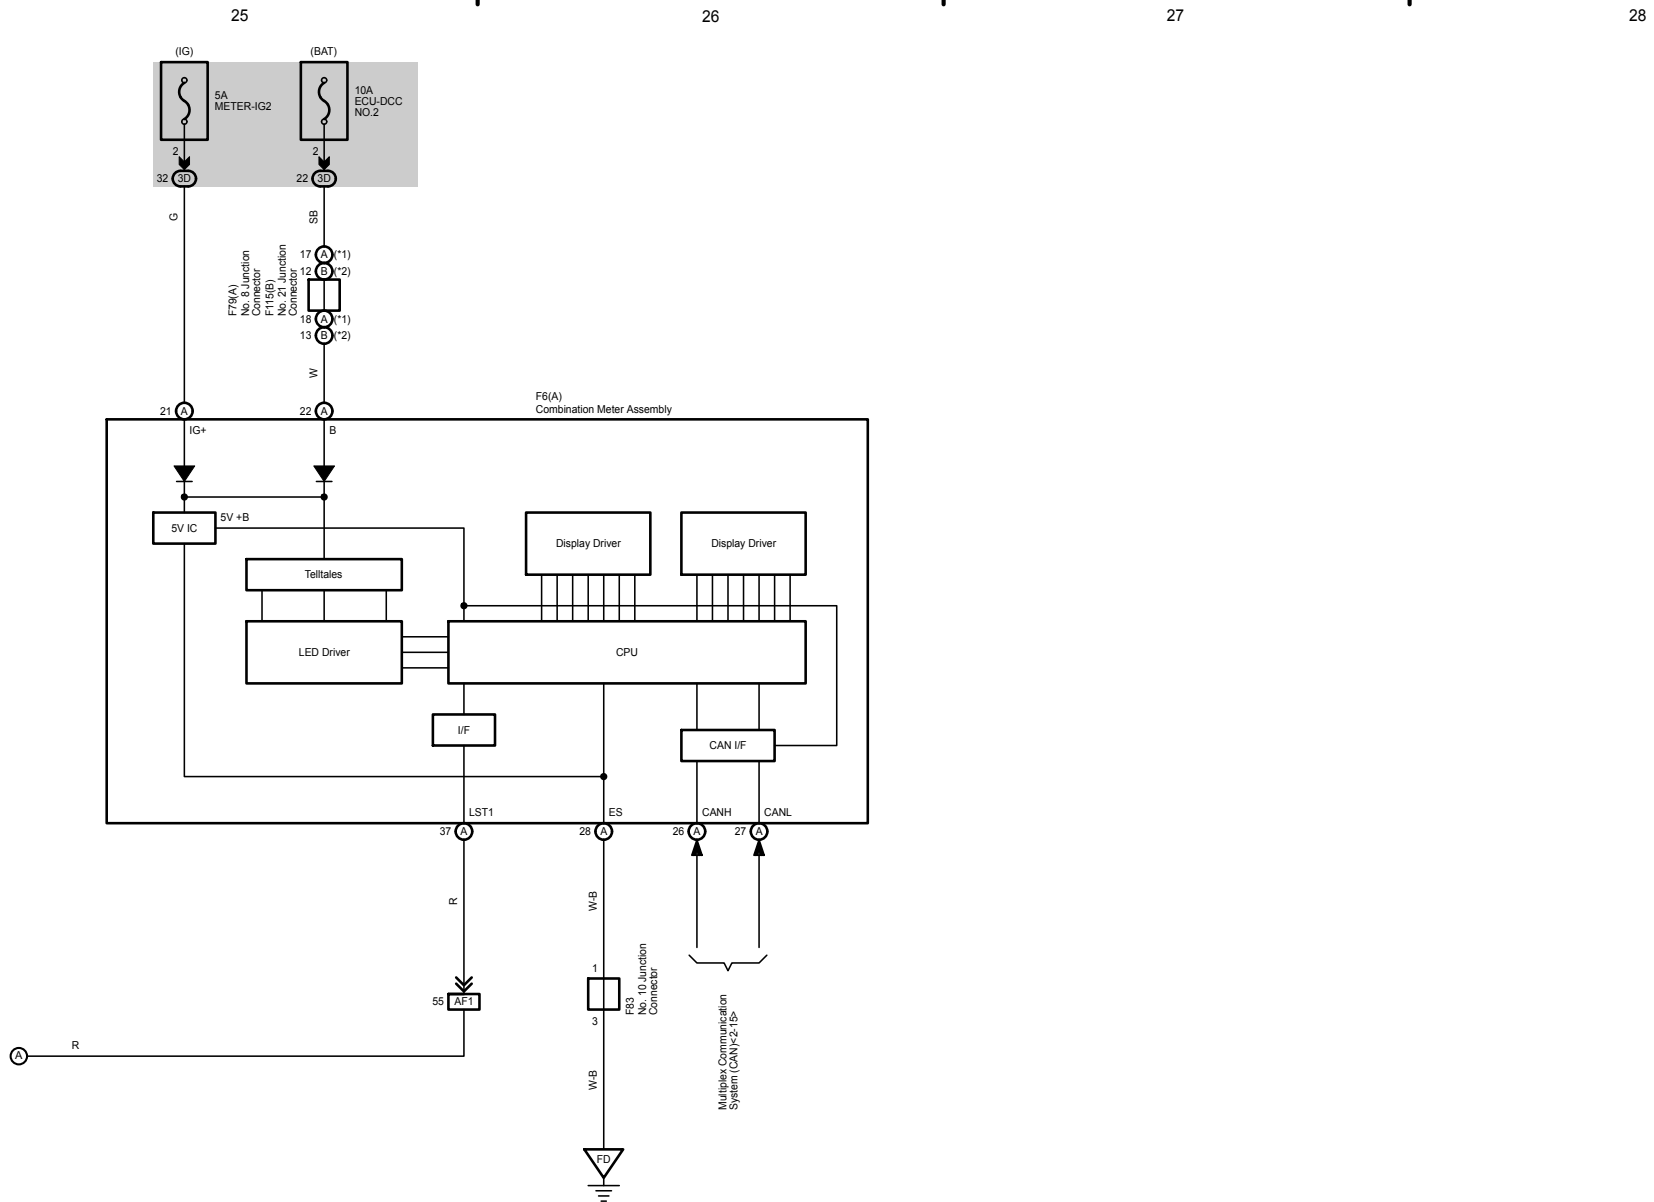 25
26
27
28
(IG)
(BAT)
5A
METER-IG2
10A
ECU-DCC
NO.2
2
2
32
3D
22
3D
G
SB
17 A (*1)
12 B (*2)
F79(A)
No. 8 Junction
Connector
F115(B)
No. 21 Junction
Connector
18 A (*1)
13 B (*2)
W
F6(A)
Combination Meter Assembly
21 A
22 A
IG+
B
5V IC
5V +B
Display Driver
Display Driver
Telltales
LED Driver
CPU
I/F
CAN I/F
LST1
ES
CANH
CANL
37 A
28 A
26 A
27 A
R
W-B
1
F83
No. 10 Junction
Connector
3
55 AF1
Multiplex Communication
System (CAN)<2-15>
A
R
W-B
FD